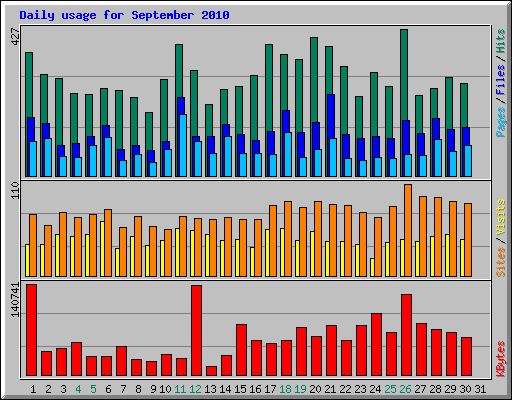 Daily usage for September 2010
427
Pages / Files / Hits
110
Sites / Visits
140741
KBytes
1 2 3 4 5 6 7 8 9 10 11 12 13 14 15 16 17 18 19 20 21 22 23 24 25 26 27 28 29 30 31